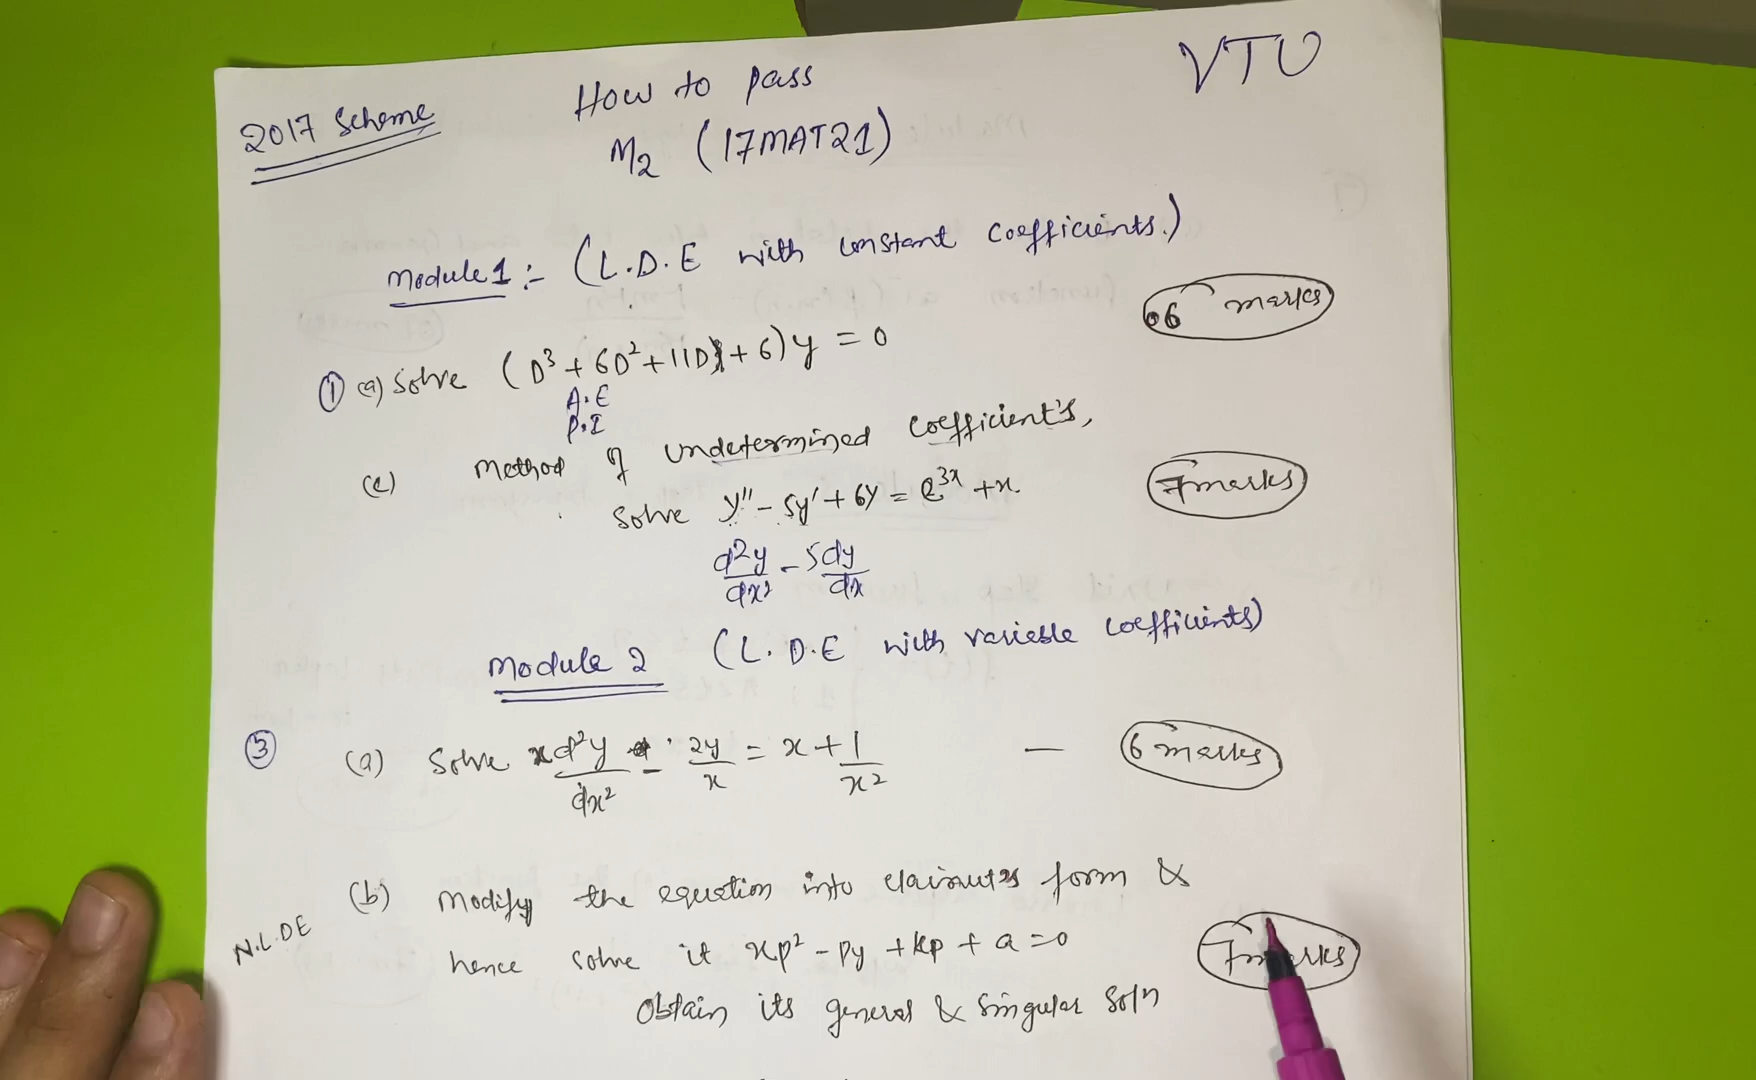 2017 Scheme
How to pass
VTU
M2 (17MAT21)
Module 1 :- (L.D.E with constant coefficients.)
06 marks
① (a) Solve (D³ + 6D² + 11D + 6) y = 0
A.E
P.I
(c) Method of undetermined coefficient's,
Solve y'' - 5y' + 6y = e^3x + x
7marks
d²y/dx² - 5dy/dx
Module 2 (L. D.E with variable coefficients)
③ (a) Solve x d²y/dx² - 2y/x = x + 1/x² — 6 marks
(b) Modify the equation into clairutes form &
N.L.DE
hence solve it xp² - py + kp + a = 0
7marks
Obtain its general & singular soln